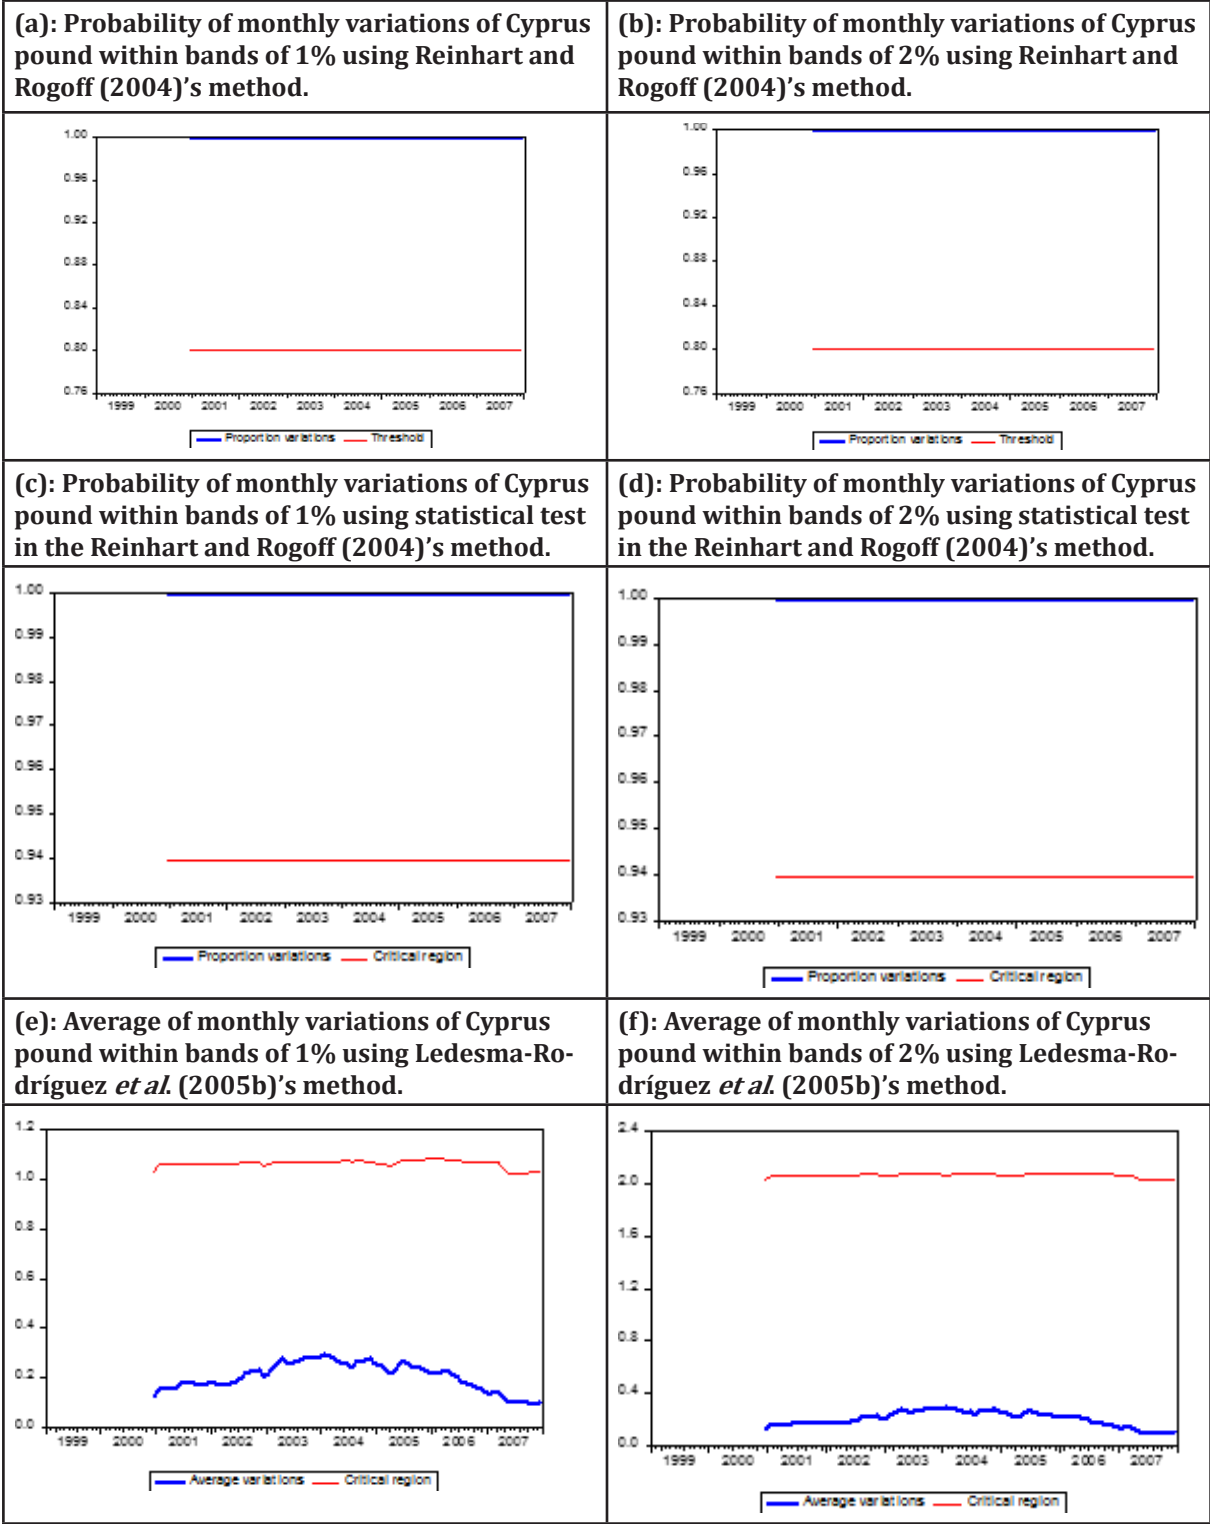 (a): Probability of monthly variations of Cyprus
pound within bands of 1% using Reinhart and
Rogoff (2004)’s method.
(b): Probability of monthly variations of Cyprus
pound within bands of 2% using Reinhart and
Rogoff (2004)’s method.
1.00
0.96
0.92
0.88
0.84
0.80
0.76
1999 2000 2001 2002 2003 2004 2005 2006 2007
Proportion variations Threshold
1.00
0.96
0.92
0.88
0.84
0.80
0.76
1999 2000 2001 2002 2003 2004 2005 2006 2007
Proportion variations Threshold
(c): Probability of monthly variations of Cyprus
pound within bands of 1% using statistical test
in the Reinhart and Rogoff (2004)’s method.
(d): Probability of monthly variations of Cyprus
pound within bands of 2% using statistical test
in the Reinhart and Rogoff (2004)’s method.
1.00
0.99
0.98
0.97
0.96
0.95
0.94
0.93
1999 2000 2001 2002 2003 2004 2005 2006 2007
Proportion variations Critical region
1.00
0.99
0.98
0.97
0.96
0.95
0.94
0.93
1999 2000 2001 2002 2003 2004 2005 2006 2007
Proportion variations Critical region
(e): Average of monthly variations of Cyprus
pound within bands of 1% using Ledesma-Ro-
dríguez et al. (2005b)’s method.
(f): Average of monthly variations of Cyprus
pound within bands of 2% using Ledesma-Ro-
dríguez et al. (2005b)’s method.
1.2
1.0
0.8
0.6
0.4
0.2
0.0
1999 2000 2001 2002 2003 2004 2005 2006 2007
Average variations Critical region
2.4
2.0
1.6
1.2
0.8
0.4
0.0
1999 2000 2001 2002 2003 2004 2005 2006 2007
Average variations Critical region